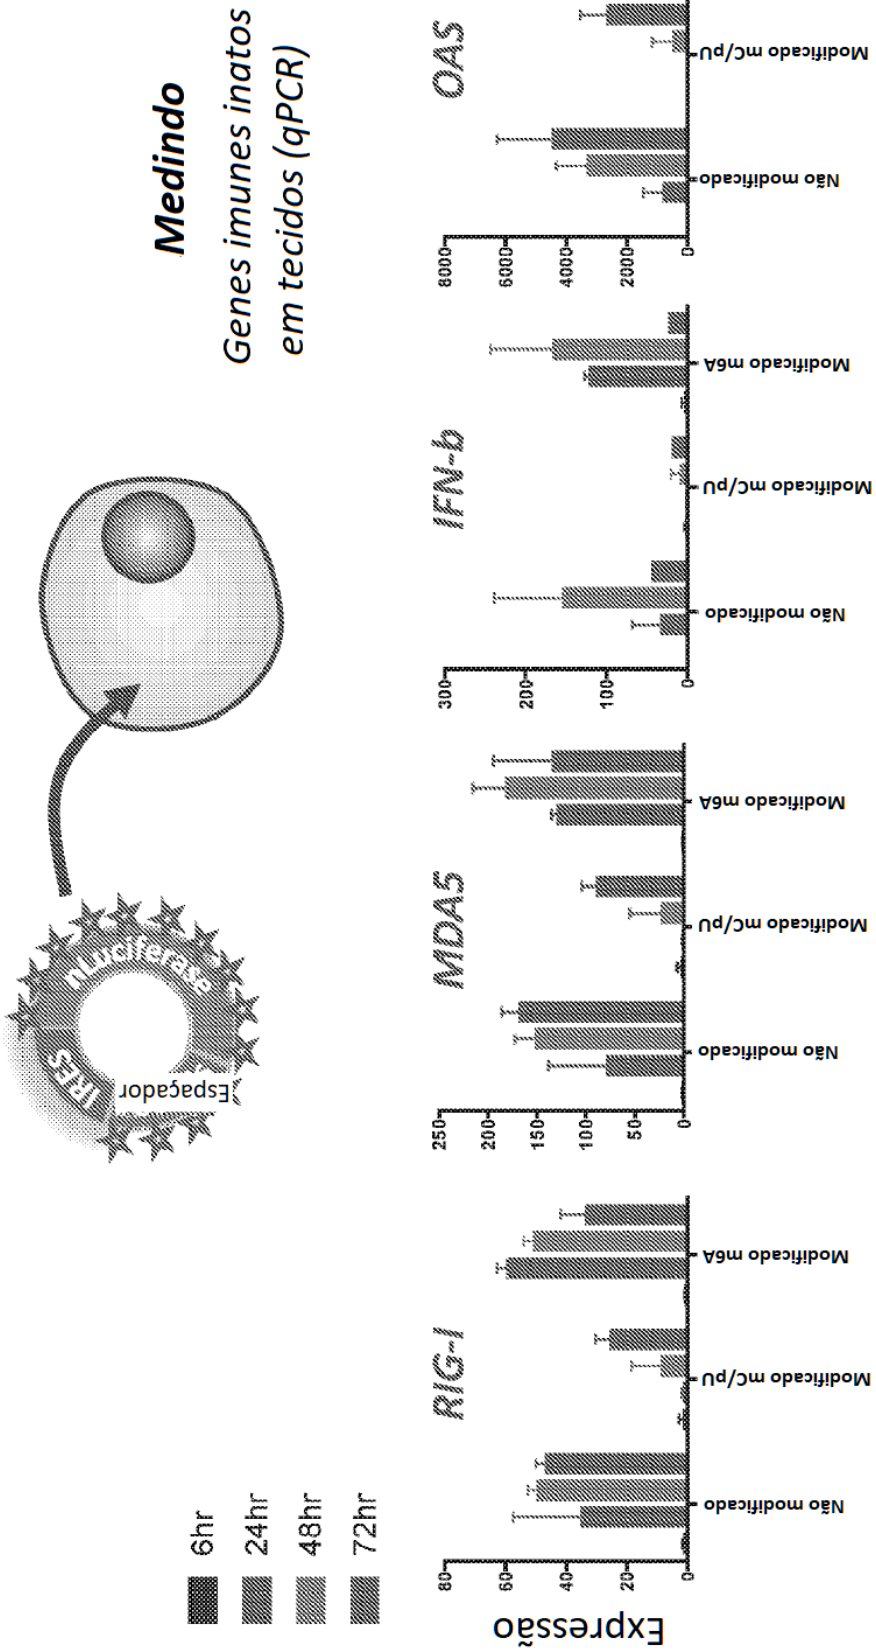 Medindo
Genes imunes inatos
em tecidos (qPCR)
IRES
nLuciferase
Espaçador
6hr
24hr
48hr
72hr
Expressão
RIG-I
80
60
40
20
0
Não modificado
Modificado mC/pU
Modificado m6A
MDA5
250
200
150
100
50
0
Não modificado
Modificado mC/pU
Modificado m6A
IFN-b
300
200
100
0
Não modificado
Modificado mC/pU
Modificado m6A
OAS
8000
6000
4000
2000
0
Não modificado
Modificado mC/pU